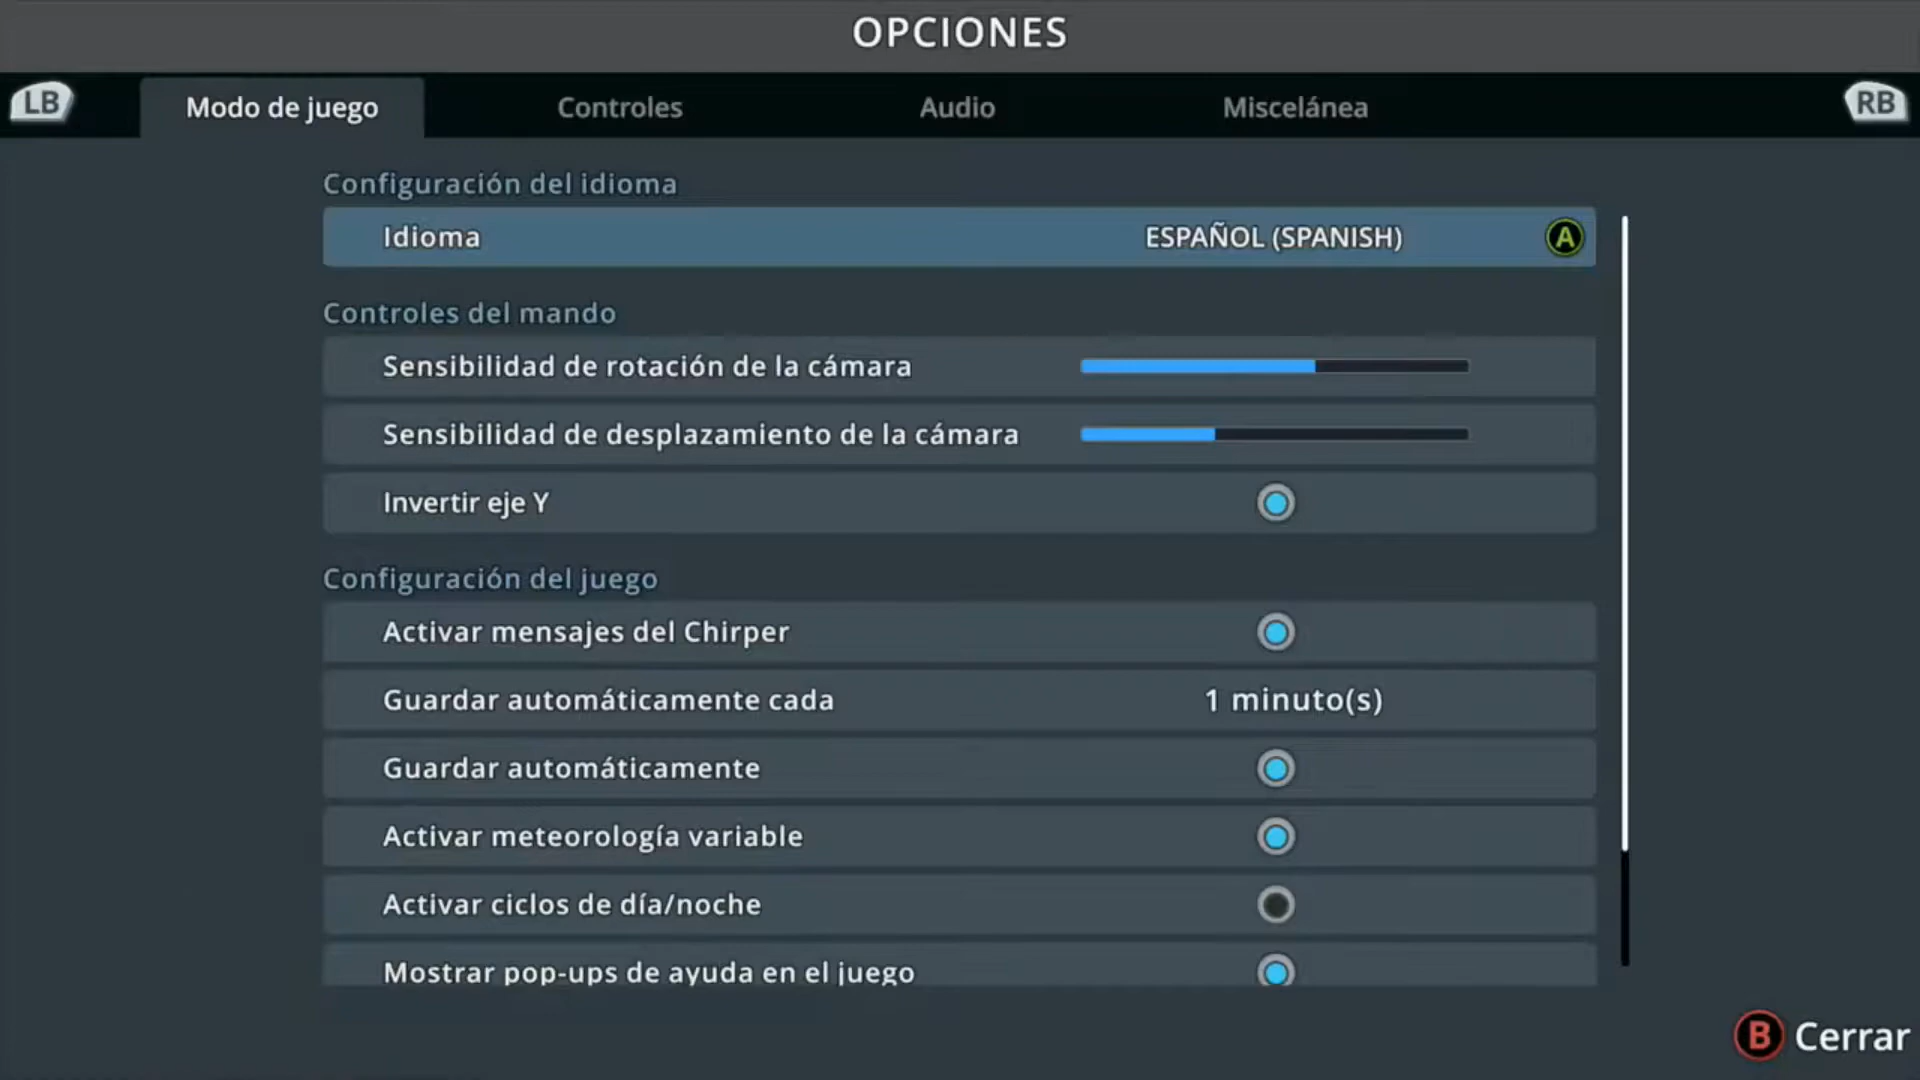 OPCIONES
LB Modo de juego Controles Audio Miscelánea RB
Configuración del idioma
Idioma ESPAÑOL (SPANISH) A
Controles del mando
Sensibilidad de rotación de la cámara
Sensibilidad de desplazamiento de la cámara
Invertir eje Y
Configuración del juego
Activar mensajes del Chirper
Guardar automáticamente cada 1 minuto(s)
Guardar automáticamente
Activar meteorología variable
Activar ciclos de día/noche
Mostrar pop-ups de ayuda en el juego
B Cerrar